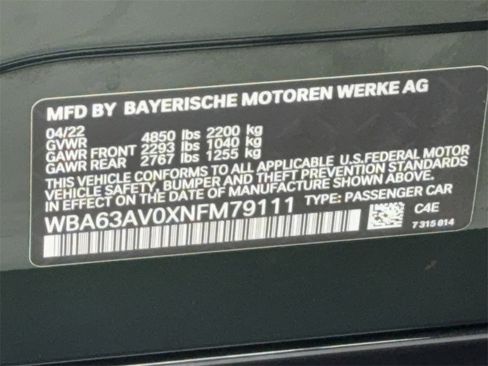 MFD BY BAYERISCHE MOTOREN WERKE AG
04/22
GVWR 4850 lbs 2200 kg
GAWR FRONT 2293 lbs 1040 kg
GAWR REAR 2767 lbs 1255 kg
THIS VEHICLE CONFORMS TO ALL APPLICABLE U.S.FEDERAL MOTOR
VEHICLE SAFETY, BUMPER AND THEFT PREVENTION STANDARDS
IN EFFECT ON THE DATE OF MANUFACTURE SHOWN ABOVE.
WBA63AV0XNFM79111 TYPE: PASSENGER CAR
C4E
7 315 814